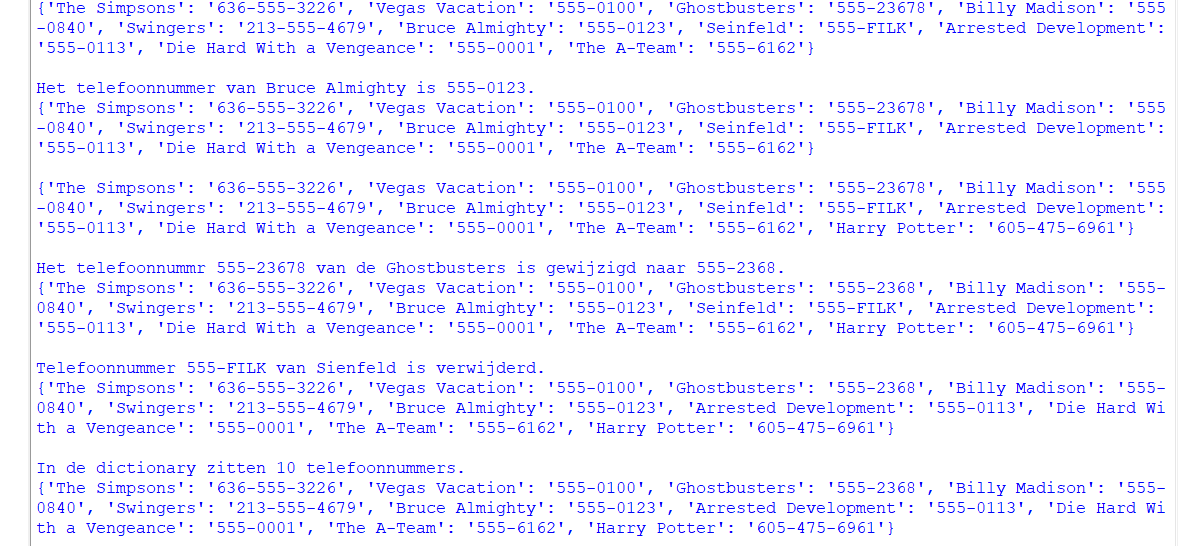 {'The Simpsons': '636-555-3226', 'Vegas Vacation': '555-0100', 'Ghostbusters': '555-23678', 'Billy Madison': '555
-0840', 'Swingers': '213-555-4679', 'Bruce Almighty': '555-0123', 'Seinfeld': '555-FILK', 'Arrested Development':
'555-0113', 'Die Hard With a Vengeance': '555-0001', 'The A-Team': '555-6162'}

Het telefoonnummer van Bruce Almighty is 555-0123.
{'The Simpsons': '636-555-3226', 'Vegas Vacation': '555-0100', 'Ghostbusters': '555-23678', 'Billy Madison': '555
-0840', 'Swingers': '213-555-4679', 'Bruce Almighty': '555-0123', 'Seinfeld': '555-FILK', 'Arrested Development':
'555-0113', 'Die Hard With a Vengeance': '555-0001', 'The A-Team': '555-6162'}

{'The Simpsons': '636-555-3226', 'Vegas Vacation': '555-0100', 'Ghostbusters': '555-23678', 'Billy Madison': '555
-0840', 'Swingers': '213-555-4679', 'Bruce Almighty': '555-0123', 'Seinfeld': '555-FILK', 'Arrested Development':
'555-0113', 'Die Hard With a Vengeance': '555-0001', 'The A-Team': '555-6162', 'Harry Potter': '605-475-6961'}

Het telefoonnummr 555-23678 van de Ghostbusters is gewijzigd naar 555-2368.
{'The Simpsons': '636-555-3226', 'Vegas Vacation': '555-0100', 'Ghostbusters': '555-2368', 'Billy Madison': '555-
0840', 'Swingers': '213-555-4679', 'Bruce Almighty': '555-0123', 'Seinfeld': '555-FILK', 'Arrested Development':
'555-0113', 'Die Hard With a Vengeance': '555-0001', 'The A-Team': '555-6162', 'Harry Potter': '605-475-6961'}

Telefoonnummer 555-FILK van Sienfeld is verwijderd.
{'The Simpsons': '636-555-3226', 'Vegas Vacation': '555-0100', 'Ghostbusters': '555-2368', 'Billy Madison': '555-
0840', 'Swingers': '213-555-4679', 'Bruce Almighty': '555-0123', 'Arrested Development': '555-0113', 'Die Hard Wi
th a Vengeance': '555-0001', 'The A-Team': '555-6162', 'Harry Potter': '605-475-6961'}

In de dictionary zitten 10 telefoonnummers.
{'The Simpsons': '636-555-3226', 'Vegas Vacation': '555-0100', 'Ghostbusters': '555-2368', 'Billy Madison': '555-
0840', 'Swingers': '213-555-4679', 'Bruce Almighty': '555-0123', 'Arrested Development': '555-0113', 'Die Hard Wi
th a Vengeance': '555-0001', 'The A-Team': '555-6162', 'Harry Potter': '605-475-6961'}